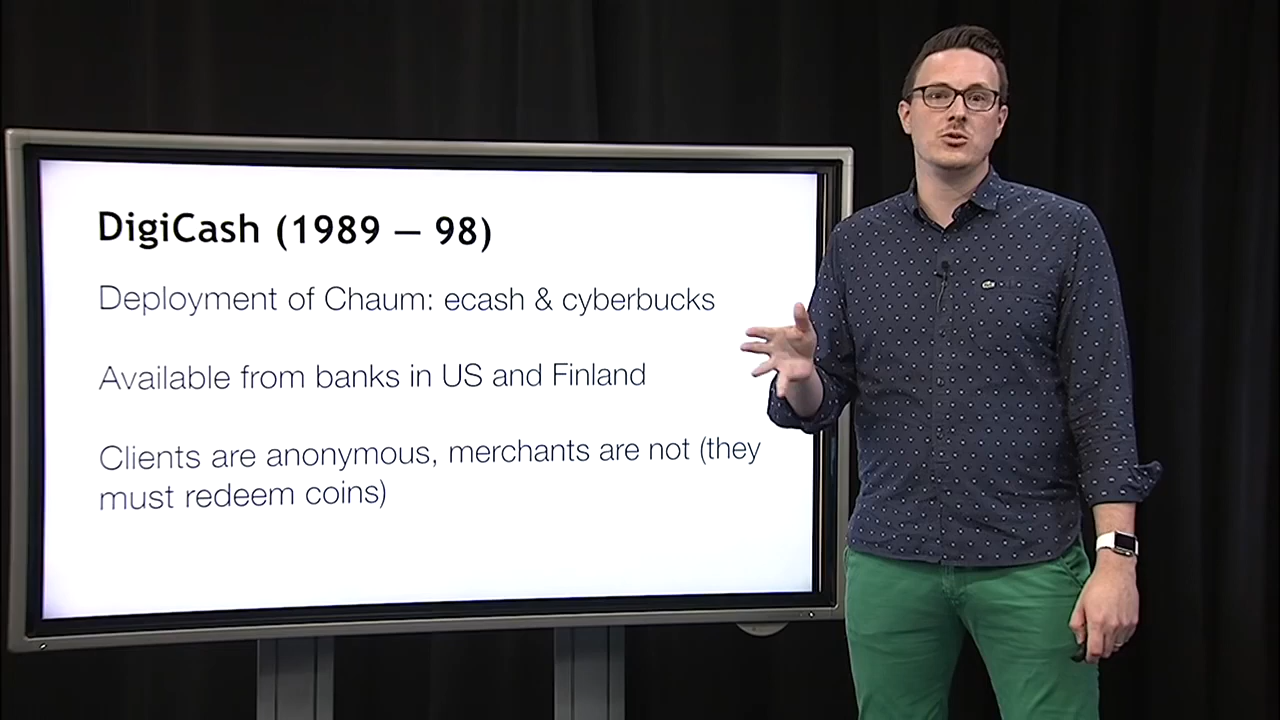 DigiCash (1989 – 98)
Deployment of Chaum: ecash & cyberbucks
Available from banks in US and Finland
Clients are anonymous, merchants are not (they
must redeem coins)